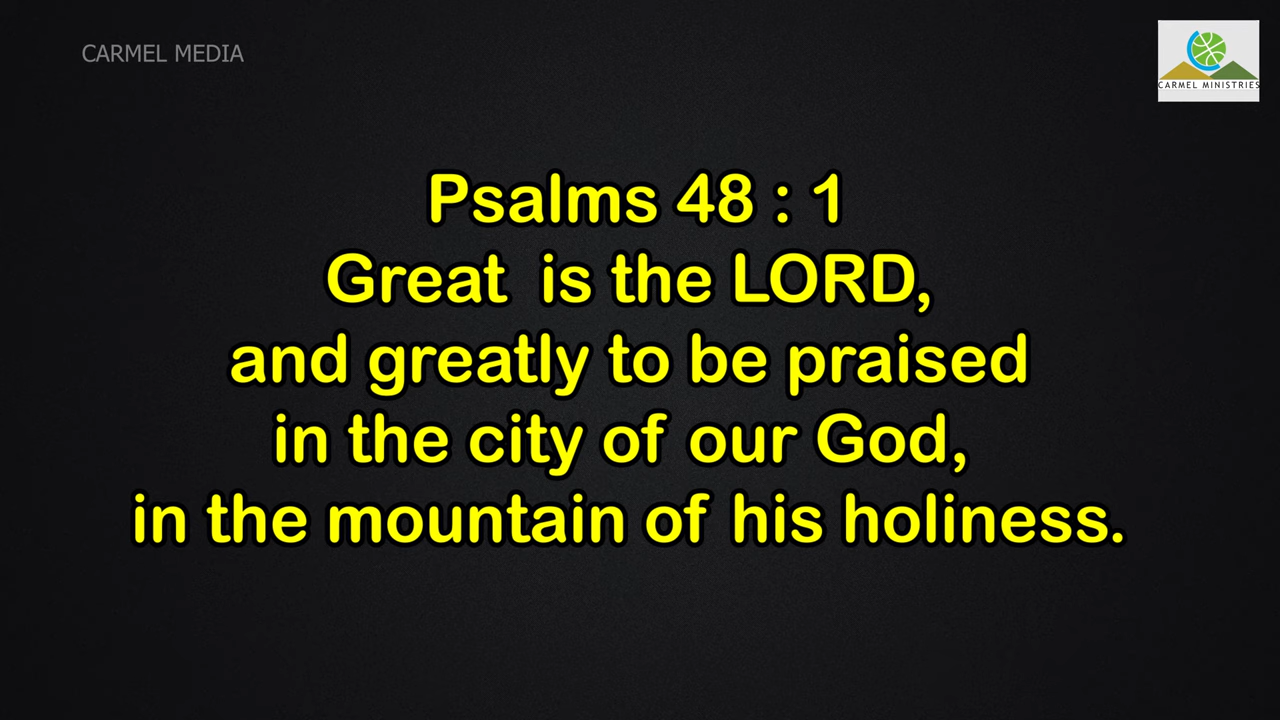 CARMEL MEDIA
CARMEL MINISTRIES
Psalms 48 : 1
Great is the LORD,
and greatly to be praised
in the city of our God,
in the mountain of his holiness.